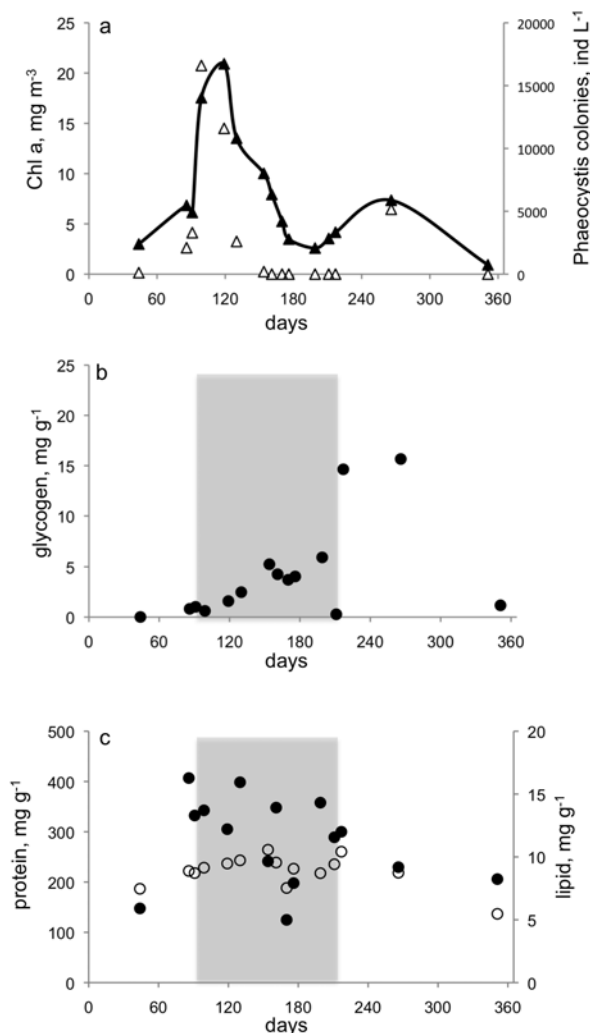 a
25
20
15
10
5
0
Chl a, mg m-3
20000
15000
10000
5000
0
Phaeocystis colonies, ind L-1
0 60 120 180 240 300 360
days
b
25
20
15
10
5
0
glycogen, mg g-1
0 60 120 180 240 300 360
days
c
500
400
300
200
100
0
protein, mg g-1
20
15
10
5
0
lipid, mg g-1
0 60 120 180 240 300 360
days